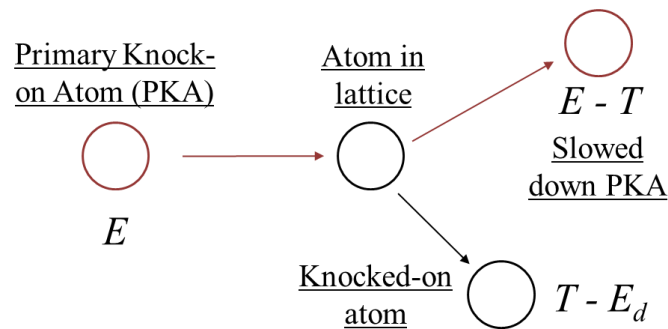 Primary Knock-
on Atom (PKA)
E
Atom in
lattice
E - T
Slowed
down PKA
Knocked-on
atom
T - E_d